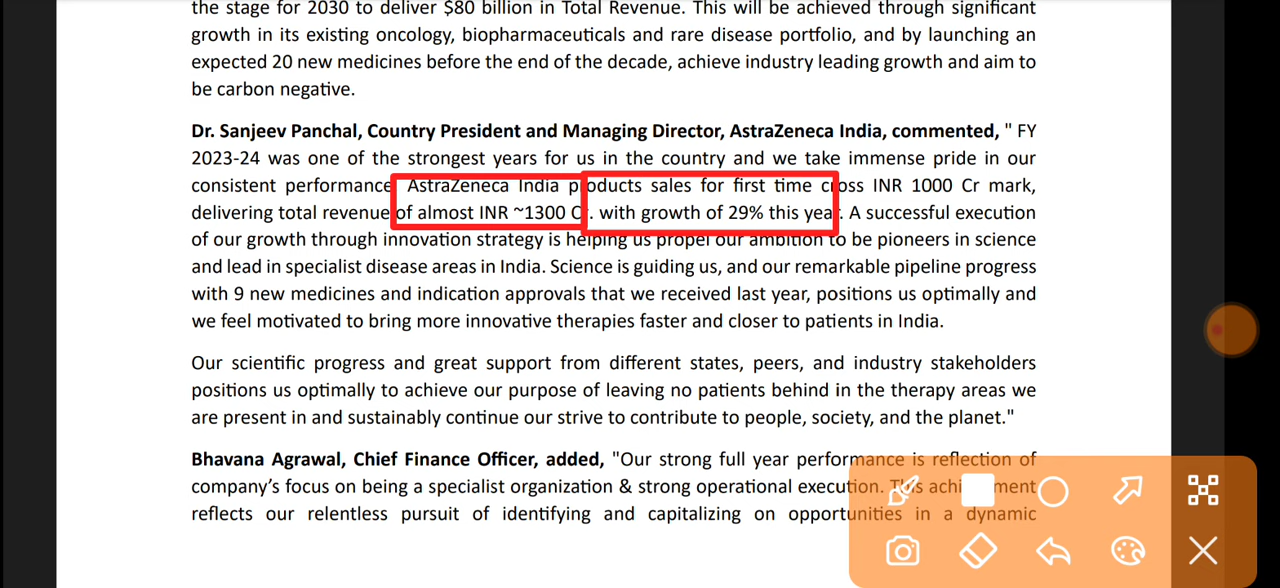 the stage for 2030 to deliver $80 billion in Total Revenue. This will be achieved through significant
growth in its existing oncology, biopharmaceuticals and rare disease portfolio, and by launching an
expected 20 new medicines before the end of the decade, achieve industry leading growth and aim to
be carbon negative.
Dr. Sanjeev Panchal, Country President and Managing Director, AstraZeneca India, commented, " FY
2023-24 was one of the strongest years for us in the country and we take immense pride in our
consistent performance AstraZeneca India products sales for first time cross INR 1000 Cr mark,
delivering total revenue of almost INR ~1300 Cr. with growth of 29% this year. A successful execution
of our growth through innovation strategy is helping us propel our ambition to be pioneers in science
and lead in specialist disease areas in India. Science is guiding us, and our remarkable pipeline progress
with 9 new medicines and indication approvals that we received last year, positions us optimally and
we feel motivated to bring more innovative therapies faster and closer to patients in India.
Our scientific progress and great support from different states, peers, and industry stakeholders
positions us optimally to achieve our purpose of leaving no patients behind in the therapy areas we
are present in and sustainably continue our strive to contribute to people, society, and the planet."
Bhavana Agrawal, Chief Finance Officer, added, "Our strong full year performance is reflection of
company's focus on being a specialist organization & strong operational execution. This achievement
reflects our relentless pursuit of identifying and capitalizing on opportunities in a dynamic